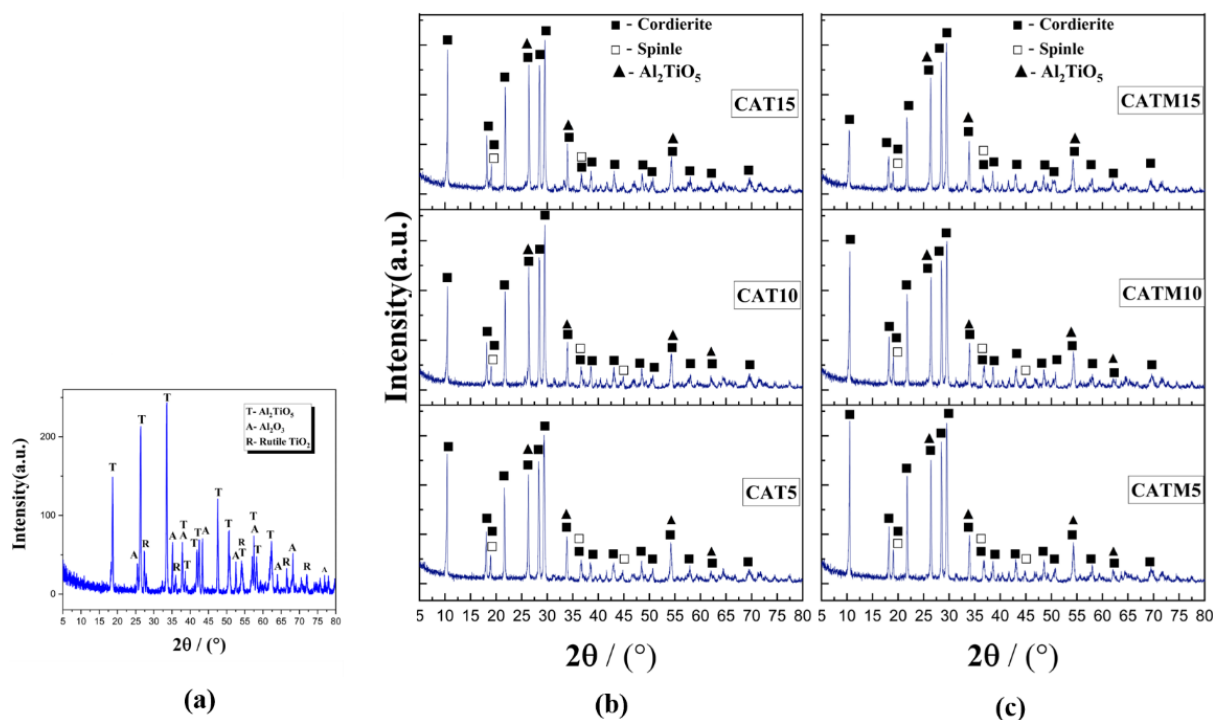 Intensity(a.u.)
200
100
0
T
A
T
R
T
A
R
T
A
T
T
T
A
T
T
A
R
T
T
A
T
T
A
R
A
R
A
T- Al₂TiO₅
A- Al₂O₃
R- Rutile TiO₂
5 10 15 20 25 30 35 40 45 50 55 60 65 70 75 80
2θ / (°)
(a)
Intensity(a.u.)
■ - Cordierite
□ - Spinle
▲ - Al₂TiO₅
CAT15
CAT10
CAT5
5 10 15 20 25 30 35 40 45 50 55 60 65 70 75 80
2θ / (°)
(b)
■ - Cordierite
□ - Spinle
▲ - Al₂TiO₅
CATM15
CATM10
CATM5
5 10 15 20 25 30 35 40 45 50 55 60 65 70 75 80
2θ / (°)
(c)